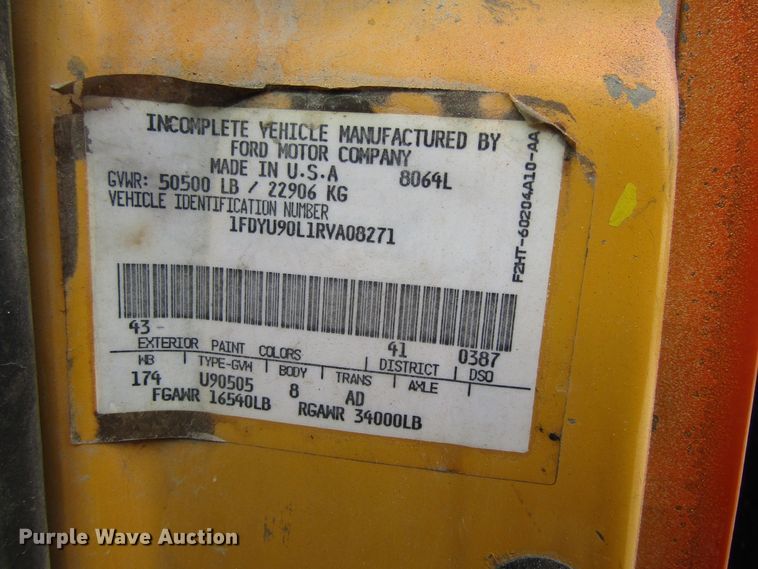 INCOMPLETE VEHICLE MANUFACTURED BY
FORD MOTOR COMPANY
MADE IN U.S.A 8064L
GVWR: 50500 LB / 22906 KG
VEHICLE IDENTIFICATION NUMBER
1FDYU90L1RVA08271
F2HT-60204A10-AA
43- 41 0387
EXTERIOR PAINT COLORS DISTRICT DSO
WB TYPE-GVW BODY TRANS AXLE
174 U90505 8 AD
FGAWR 16540LB RGAWR 34000LB
Purple Wave Auction